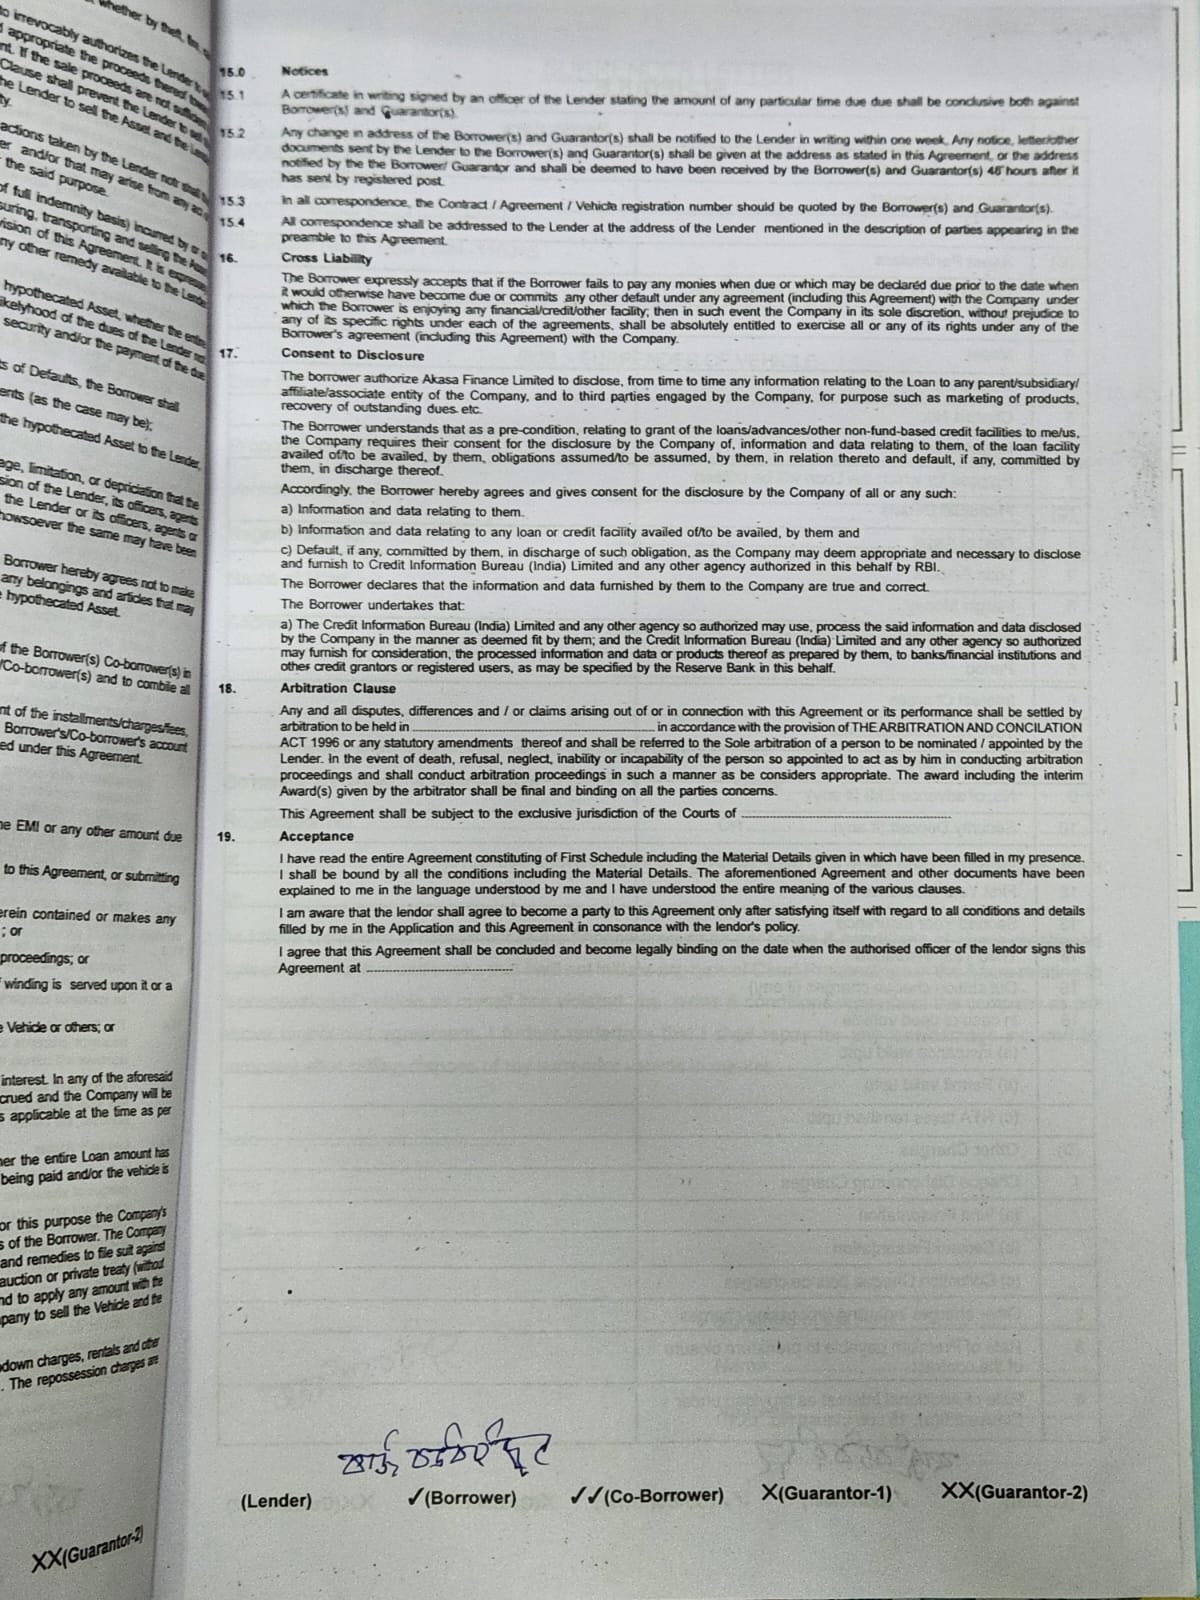 whether by theft, fire,
to irrevocably authorizes the Lender to
appropriate the proceeds thereof
nt. If the sale proceeds are not sufficient
Clause shall prevent the Lender to
the Lender to sell the Asset and the
ty.
actions taken by the Lender
er and/or that may arise from any
the said purpose.
of full indemnity basis) incurred by or
suring, transporting and selling the
vision of this Agreement. It is
ny other remedy available to the Lender
hypothecated Asset, whether the entire
ikelyhood of the dues of the Lender
security and/or the payment of the due
ts of Defaults, the Borrower shall
ents (as the case may be);
the hypothecated Asset to the Lender,
age, limitation, or depriciation that the
sion of the Lender, its officers, agents
the Lender or its officers, agents or
howsoever the same may have been
Borrower hereby agrees not to make
any belongings and articles that may
hypothecated Asset.
of the Borrower(s) Co-borrower(s) in
/Co-borrower(s) and to combile all
nt of the installments/charges/fees,
Borrower's/Co-borrower's account
ed under this Agreement.
ne EMI or any other amount due
to this Agreement, or submitting
erein contained or makes any
; or
proceedings; or
winding is served upon it or a
e Vehicle or others; or
interest. In any of the aforesaid
crued and the Company will be
s applicable at the time as per
her the entire Loan amount has
being paid and/or the vehicle is
or this purpose the Company's
s of the Borrower. The Company
and remedies to file suit against
auction or private treaty (without
nd to apply any amount with the
pany to sell the Vehicle and the
down charges, rentals and other
. The repossession charges are
XX(Guarantor-2)
15.0 Notices
15.1 A certificate in writing signed by an officer of the Lender stating the amount of any particular time due due shall be conclusive both against
Borrower(s) and Guarantor(s).
15.2 Any change in address of the Borrower(s) and Guarantor(s) shall be notified to the Lender in writing within one week. Any notice, letter/other
documents sent by the Lender to the Borrower(s) and Guarantor(s) shall be given at the address as stated in this Agreement, or the address
notified by the the Borrower/ Guarantor and shall be deemed to have been received by the Borrower(s) and Guarantor(s) 48 hours after it
has sent by registered post.
15.3 In all correspondence, the Contract / Agreement / Vehicle registration number should be quoted by the Borrower(s) and Guarantor(s).
15.4 All correspondence shall be addressed to the Lender at the address of the Lender mentioned in the description of parties appearing in the
preamble to this Agreement.
16. Cross Liability
The Borrower expressly accepts that if the Borrower fails to pay any monies when due or which may be declared due prior to the date when
it would otherwise have become due or commits any other default under any agreement (including this Agreement) with the Company under
which the Borrower is enjoying any financial/credit/other facility; then in such event the Company in its sole discretion, without prejudice to
any of its specific rights under each of the agreements, shall be absolutely entitled to exercise all or any of its rights under any of the
Borrower's agreement (including this Agreement) with the Company.
17. Consent to Disclosure
The borrower authorize Akasa Finance Limited to disclose, from time to time any information relating to the Loan to any parent/subsidiary/
affiliate/associate entity of the Company, and to third parties engaged by the Company, for purpose such as marketing of products,
recovery of outstanding dues etc.
The Borrower understands that as a pre-condition, relating to grant of the loans/advances/other non-fund-based credit facilities to me/us,
the Company requires their consent for the disclosure by the Company of, information and data relating to them, of the loan facility
availed of/to be availed, by them, obligations assumed/to be assumed, by them, in relation thereto and default, if any, committed by
them, in discharge thereof.
Accordingly, the Borrower hereby agrees and gives consent for the disclosure by the Company of all or any such:
a) Information and data relating to them.
b) Information and data relating to any loan or credit facility availed of/to be availed, by them and
c) Default, if any, committed by them, in discharge of such obligation, as the Company may deem appropriate and necessary to disclose
and furnish to Credit Information Bureau (India) Limited and any other agency authorized in this behalf by RBI.
The Borrower declares that the information and data furnished by them to the Company are true and correct.
The Borrower undertakes that:
a) The Credit Information Bureau (India) Limited and any other agency so authorized may use, process the said information and data disclosed
by the Company in the manner as deemed fit by them; and the Credit Information Bureau (India) Limited and any other agency so authorized
may furnish for consideration, the processed information and data or products thereof as prepared by them, to banks/financial institutions and
other credit grantors or registered users, as may be specified by the Reserve Bank in this behalf.
18. Arbitration Clause
Any and all disputes, differences and / or claims arising out of or in connection with this Agreement or its performance shall be settled by
arbitration to be held in ............ in accordance with the provision of THE ARBITRATION AND CONCILATION
ACT 1996 or any statutory amendments thereof and shall be referred to the Sole arbitration of a person to be nominated / appointed by the
Lender. In the event of death, refusal, neglect, inability or incapability of the person so appointed to act as by him in conducting arbitration
proceedings and shall conduct arbitration proceedings in such a manner as be considers appropriate. The award including the interim
Award(s) given by the arbitrator shall be final and binding on all the parties concerns.
This Agreement shall be subject to the exclusive jurisdiction of the Courts of ............
19. Acceptance
I have read the entire Agreement constituting of First Schedule including the Material Details given in which have been filled in my presence.
I shall be bound by all the conditions including the Material Details. The aforementioned Agreement and other documents have been
explained to me in the language understood by me and I have understood the entire meaning of the various clauses.
I am aware that the lendor shall agree to become a party to this Agreement only after satisfying itself with regard to all conditions and details
filled by me in the Application and this Agreement in consonance with the lendor's policy.
I agree that this Agreement shall be concluded and become legally binding on the date when the authorised officer of the lendor signs this
Agreement at ............
(Lender) ✓(Borrower) ✓✓(Co-Borrower) X(Guarantor-1) XX(Guarantor-2)